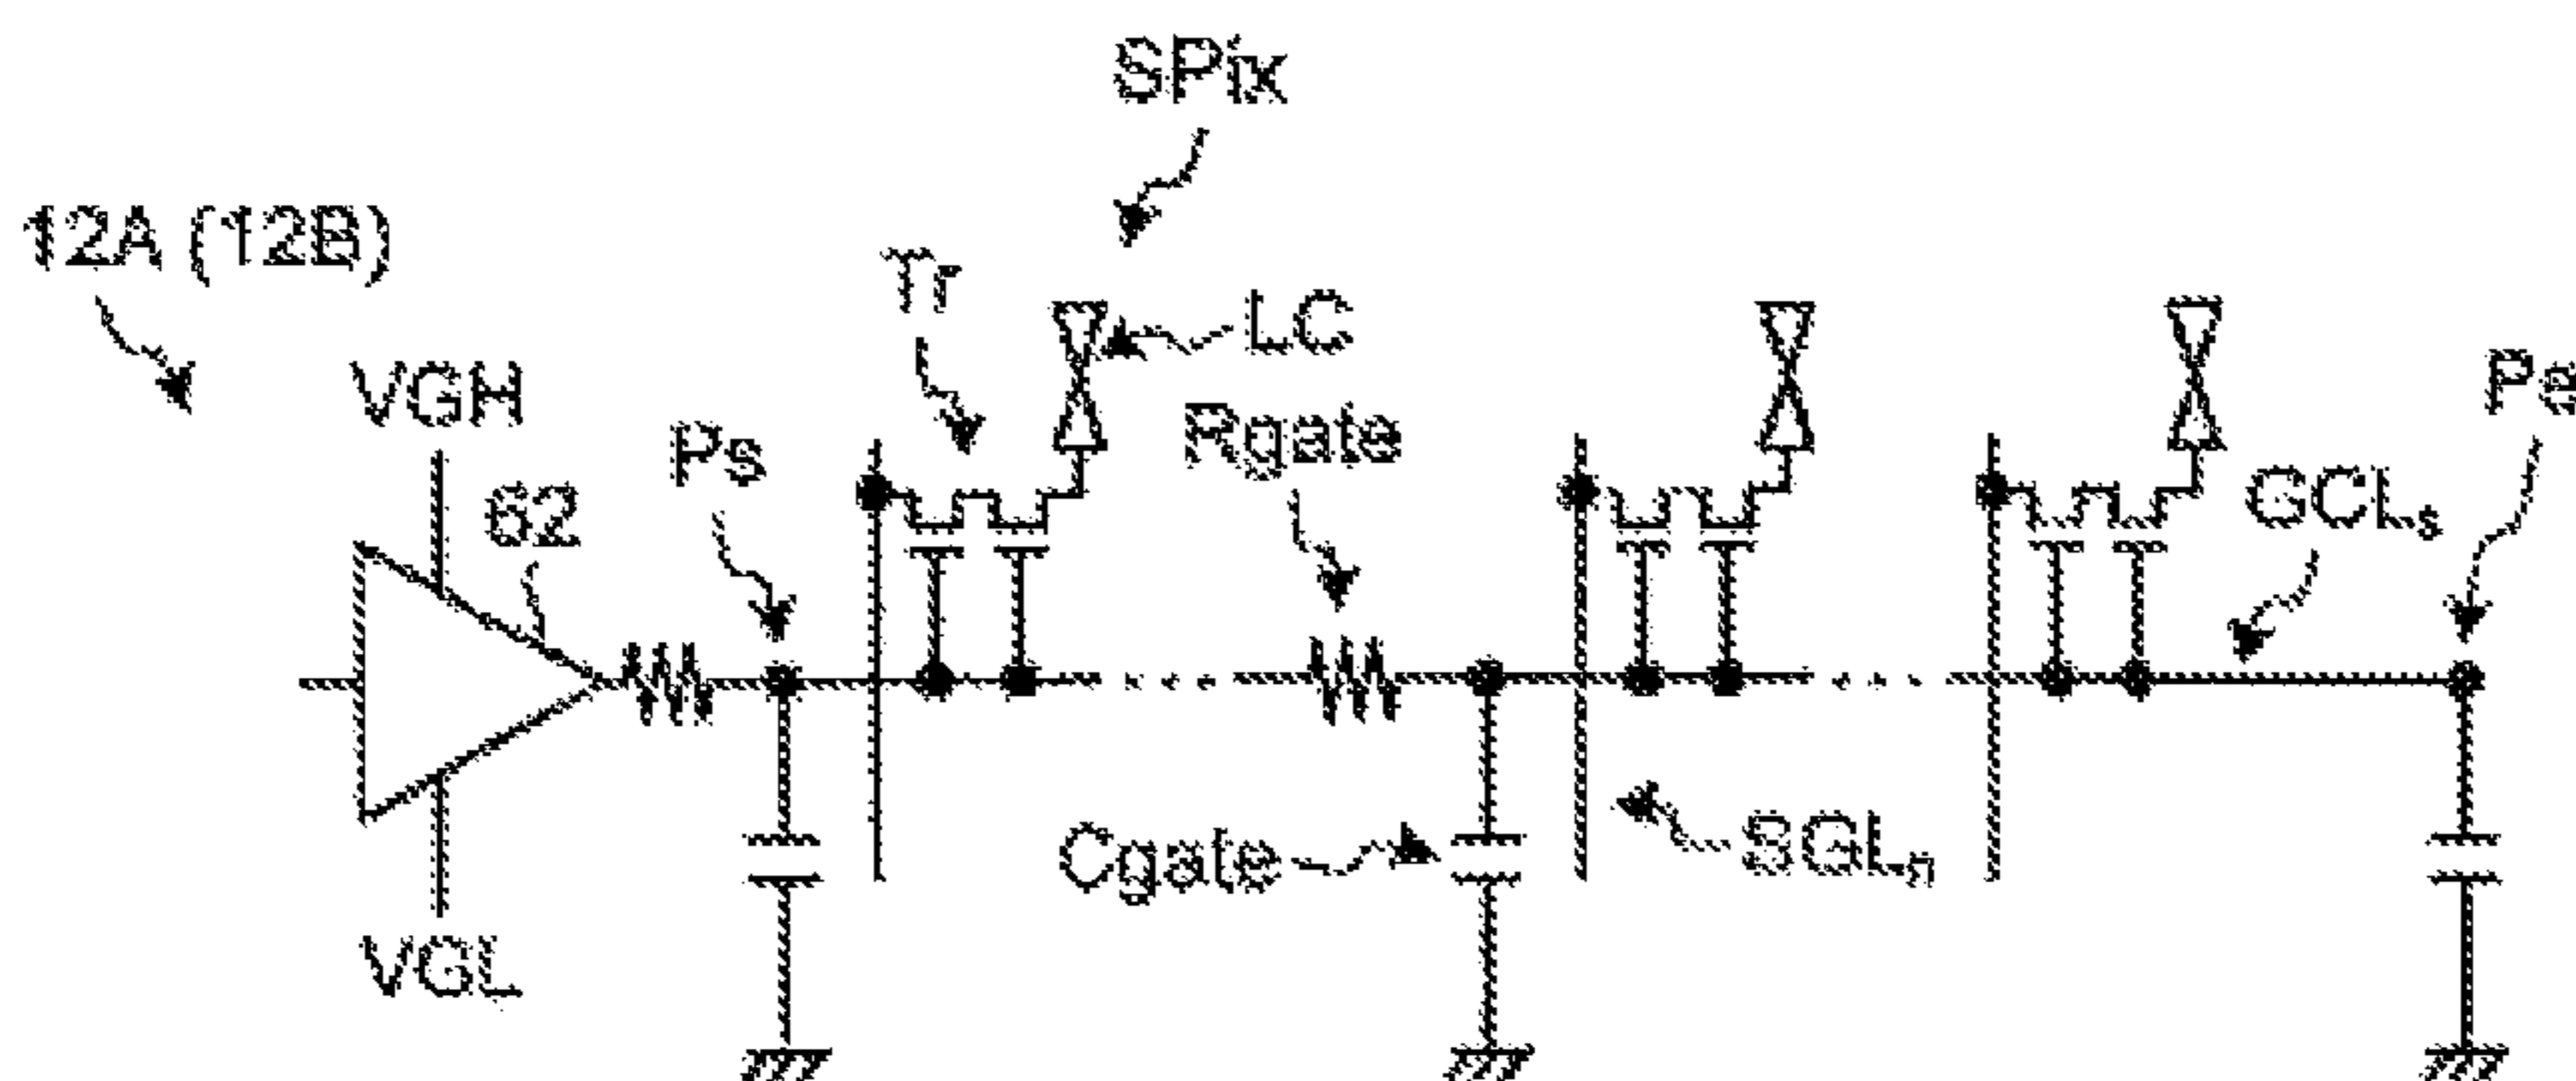 SPix
12A (12B)
Tr
LC
VGH
62
Ps
Rgate
GCLs
Cgate
SGLn
VGL